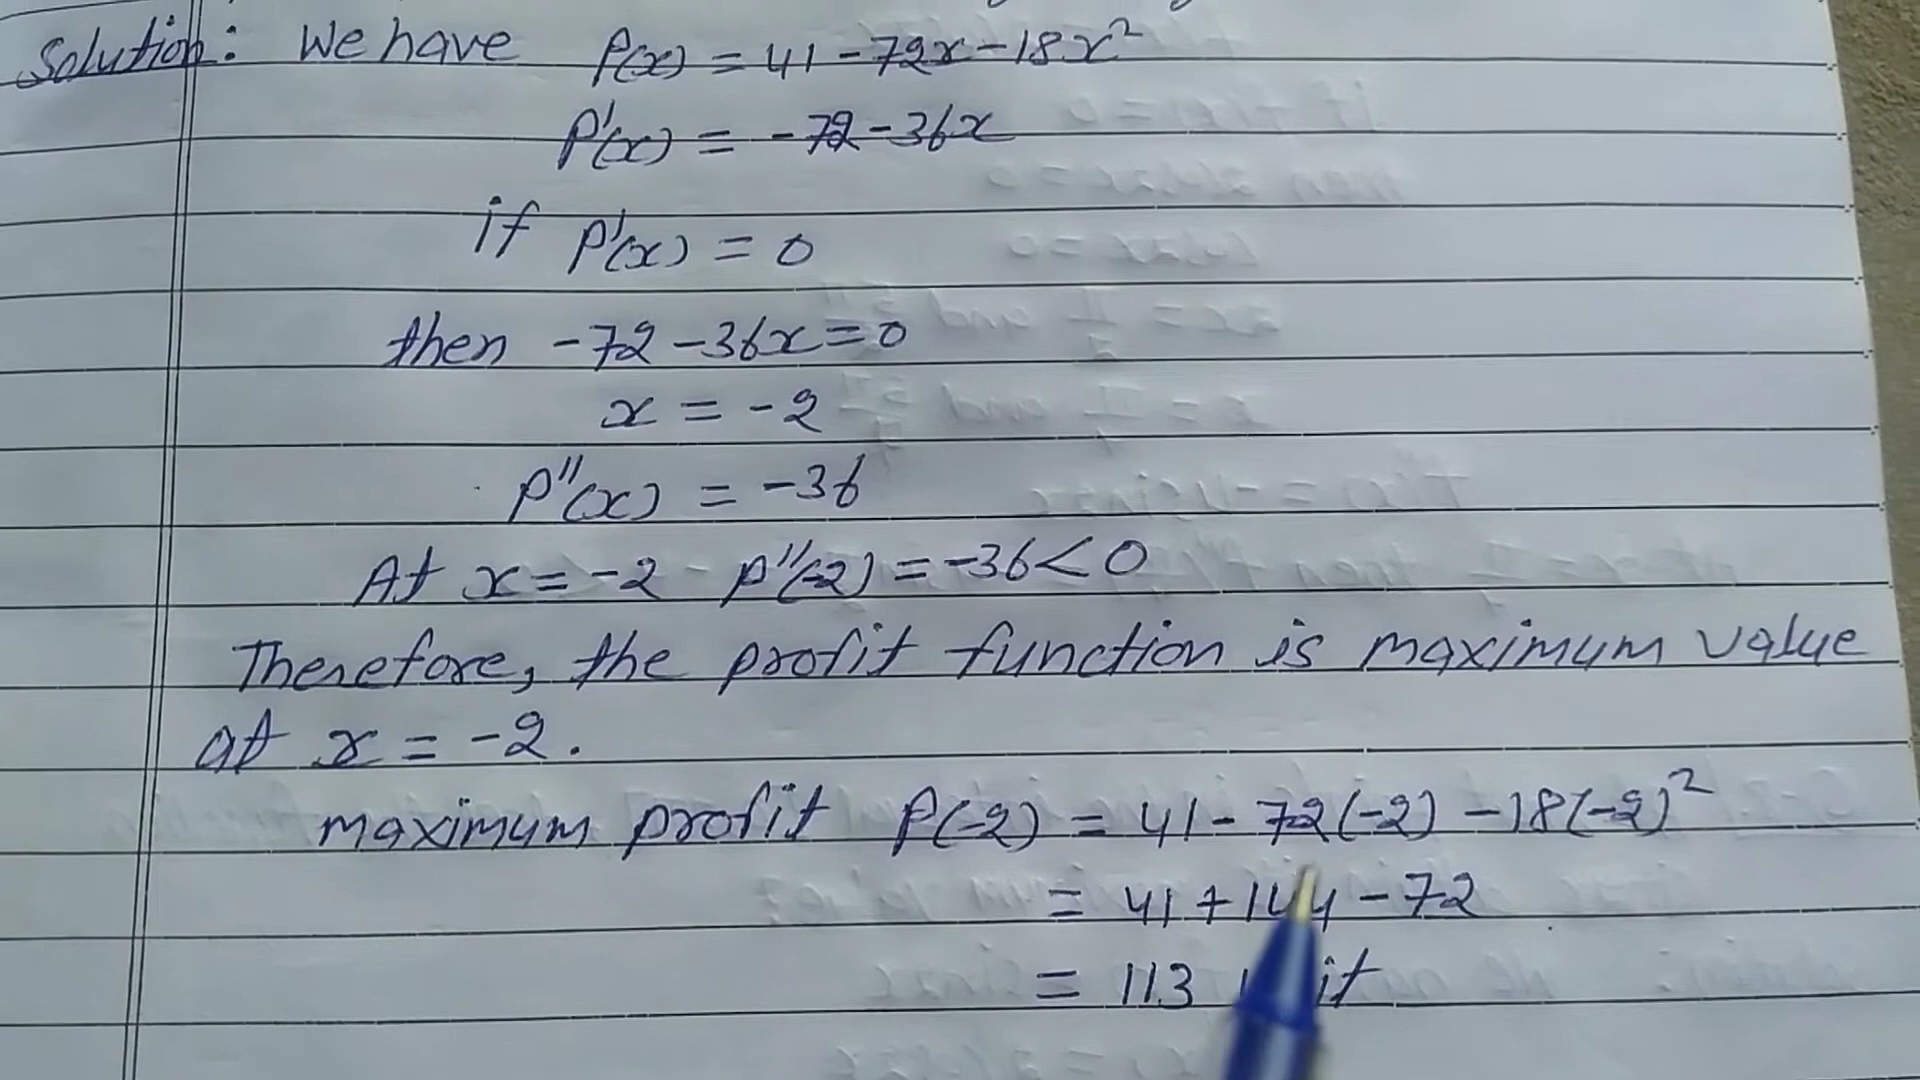 Solution: We have P(x) = 41 - 72x - 18x²
P'(x) = -72 - 36x
if P'(x) = 0
then -72 - 36x = 0
x = -2
P''(x) = -36
At x = -2 P''(-2) = -36 < 0
Therefore, the profit function is maximum value
at x = -2.
maximum profit P(-2) = 41 - 72(-2) - 18(-2)²
= 41 + 144 - 72
= 113